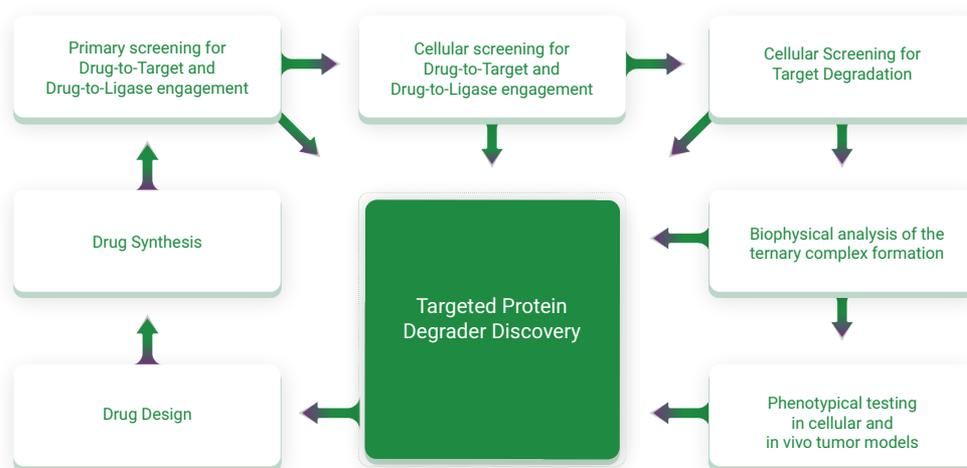 Primary screening for
Drug-to-Target and
Drug-to-Ligase engagement
Cellular screening for
Drug-to-Target and
Drug-to-Ligase engagement
Cellular Screening for
Target Degradation
Drug Synthesis
Biophysical analysis of the
ternary complex formation
Targeted Protein
Degrader Discovery
Drug Design
Phenotypical testing
in cellular and
in vivo tumor models